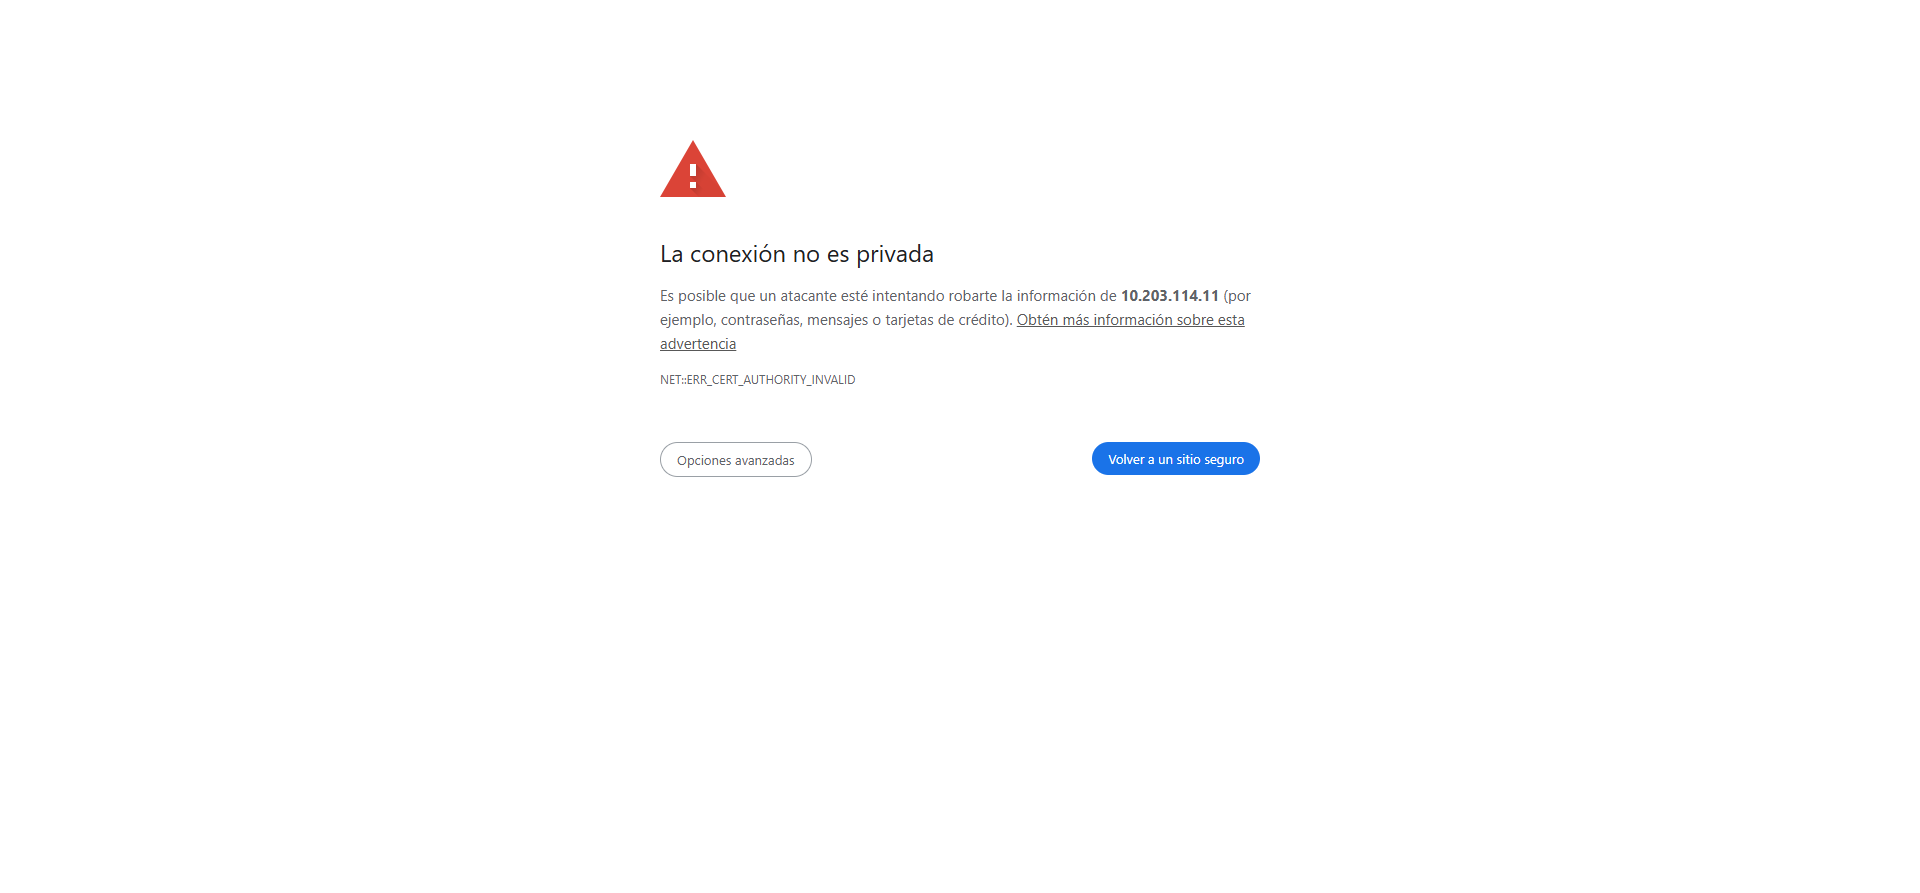 La conexión no es privada
Es posible que un atacante esté intentando robarte la información de 10.203.114.11 (por
ejemplo, contraseñas, mensajes o tarjetas de crédito). Obtén más información sobre esta
advertencia
NET::ERR_CERT_AUTHORITY_INVALID
Opciones avanzadas
Volver a un sitio seguro